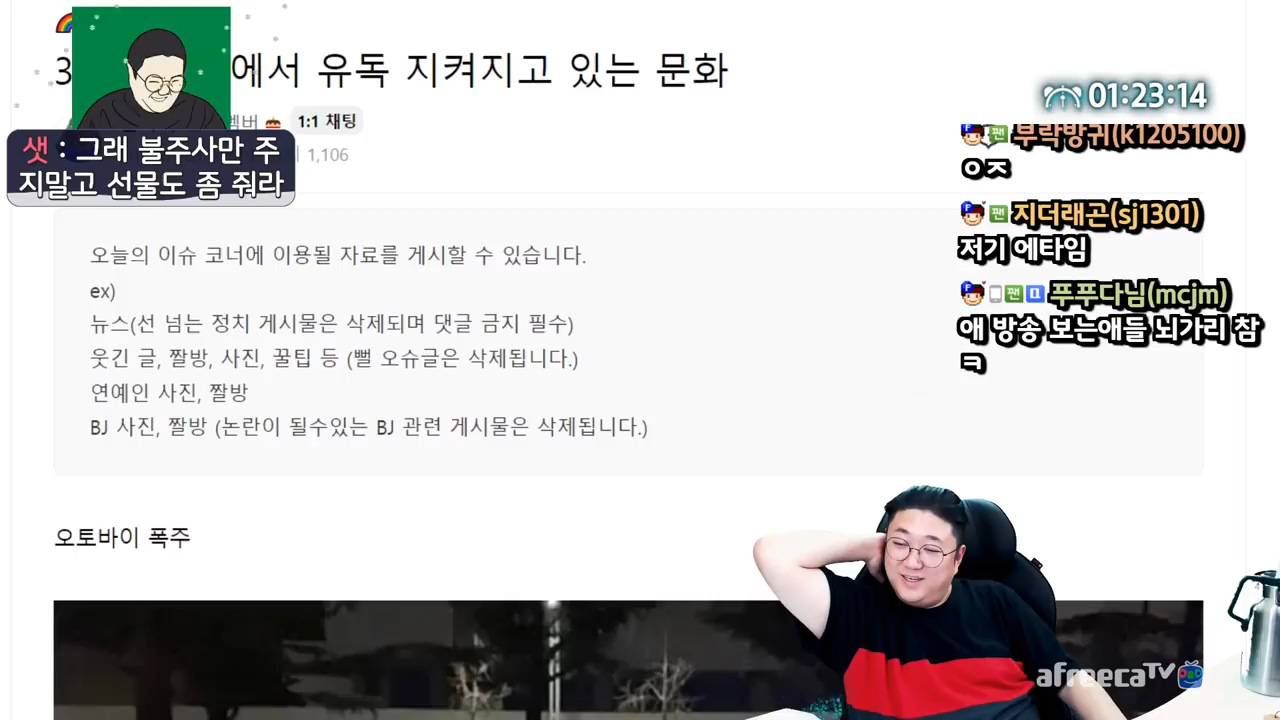 3
에서 유독 지켜지고 있는 문화
멤버
1:1 채팅
1,106
샛 : 그래 불주사만 주
지말고 선물도 좀 줘라
오늘의 이슈 코너에 이용될 자료를 게시할 수 있습니다.
ex)
뉴스(선 넘는 정치 게시물은 삭제되며 댓글 금지 필수)
웃긴 글, 짤방, 사진, 꿀팁 등 (뻘 오슈글은 삭제됩니다.)
연예인 사진, 짤방
BJ 사진, 짤방 (논란이 될수있는 BJ 관련 게시물은 삭제됩니다.)
오토바이 폭주
01:23:14
F 팬 부락방귀(k1205100)
ㅇㅈ
F 팬 지더래곤(sj1301)
저기 에타임
F 팬 푸푸다님(mcjm)
애 방송 보는애들 뇌가리 참
ㅋ
afreecaTV